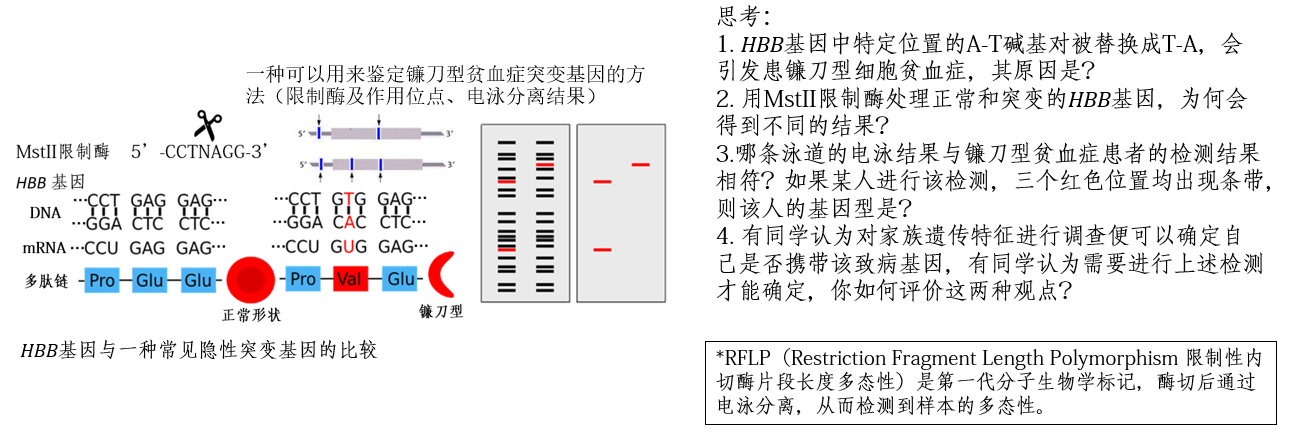 一种可以用来鉴定镰刀型贫血症突变基因的方
法（限制酶及作用位点、电泳分离结果）
5′ 3′
5′ 3′
MstII限制酶 5’-CCTNAGG-3’
HBB 基因
DNA
···CCT GAG GAG···
···GGA CTC CTC···
mRNA ···CCU GAG GAG···
多肽链 Pro Glu Glu
正常形状
···CCT GTG GAG···
···GGA CAC CTC···
···CCU GUG GAG···
Pro Val Glu
镰刀型
HBB基因与一种常见隐性突变基因的比较
思考：
1. HBB基因中特定位置的A-T碱基对被替换成T-A，会
引发患镰刀型细胞贫血症，其原因是？
2. 用MstII限制酶处理正常和突变的HBB基因，为何会
得到不同的结果？
3.哪条泳道的电泳结果与镰刀型贫血症患者的检测结果
相符？如果某人进行该检测，三个红色位置均出现条带，
则该人的基因型是？
4. 有同学认为对家族遗传特征进行调查便可以确定自
己是否携带该致病基因，有同学认为需要进行上述检测
才能确定，你如何评价这两种观点？
*RFLP（Restriction Fragment Length Polymorphism 限制性内
切酶片段长度多态性）是第一代分子生物学标记，酶切后通过
电泳分离，从而检测到样本的多态性。